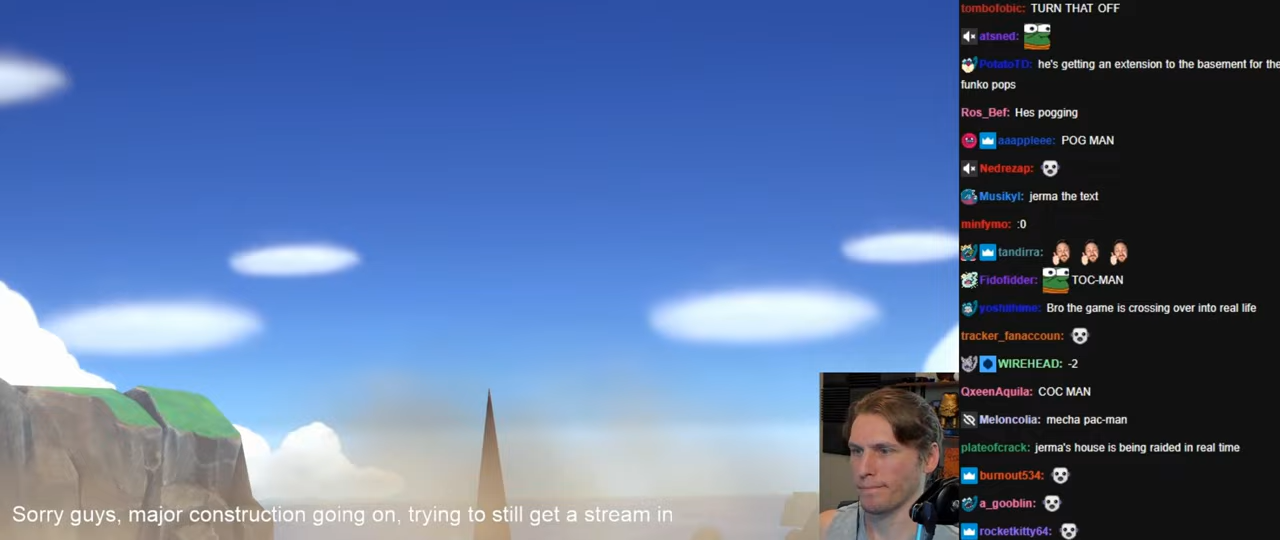 tombofobic: TURN THAT OFF
atsned:
PotatoTD: he's getting an extension to the basement for the
funko pops
Ros_Bef: Hes pogging
aaappleee: POG MAN
Nedrezap:
Musikyl: jerma the text
minfymo: :0
tandirra:
Fidofidder: TOC-MAN
Bro the game is crossing over into real life
tracker_fanaccoun:
WIREHEAD: -2
QxeenAquila: COC MAN
Meloncolia: mecha pac-man
plateofcrack: jerma's house is being raided in real time
burnout534:
a_gooblin:
rocketkitty64:
Sorry guys, major construction going on, trying to still get a stream in